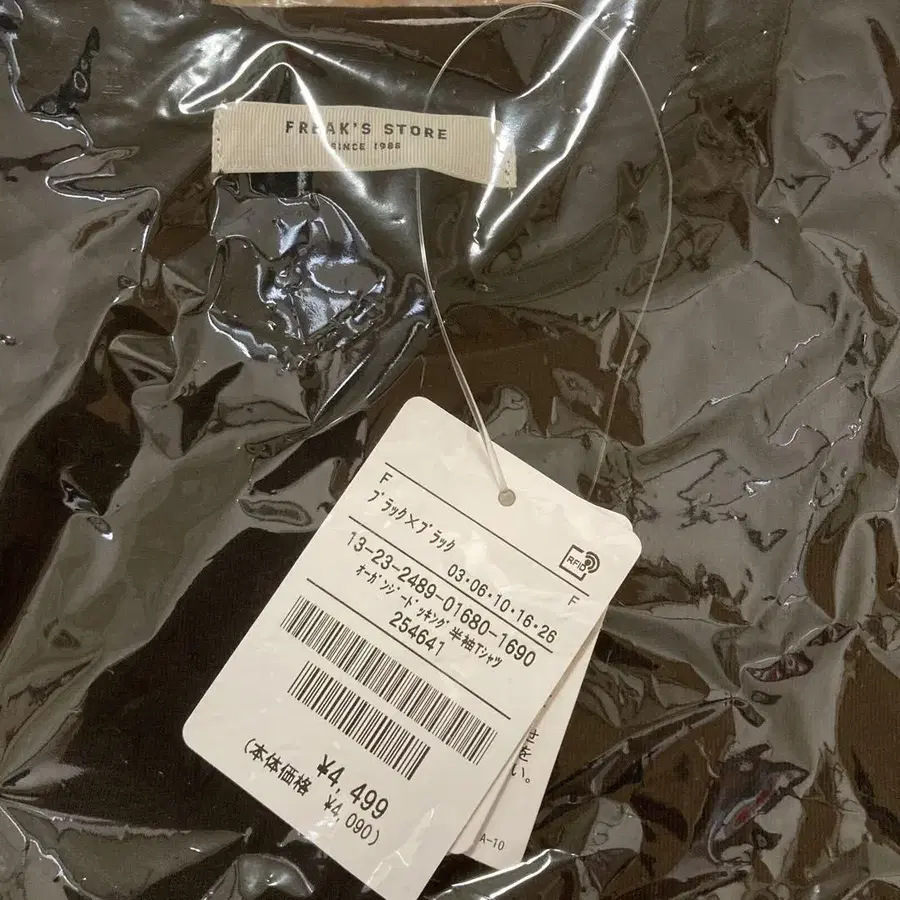 FREAK'S STORE
SINCE 1986
F
ﾌﾞﾗｯｸ×ﾌﾞﾗｯｸ
03・06・10・16・26
RFID
F
13-23-2489-01680-1690
ｵｰｶﾞﾝｼﾞｰﾄﾞｯｷﾝｸﾞ半袖Tｼｬﾂ
254641
¥4,499
(本体価格 ¥4,090)
い。
A-10